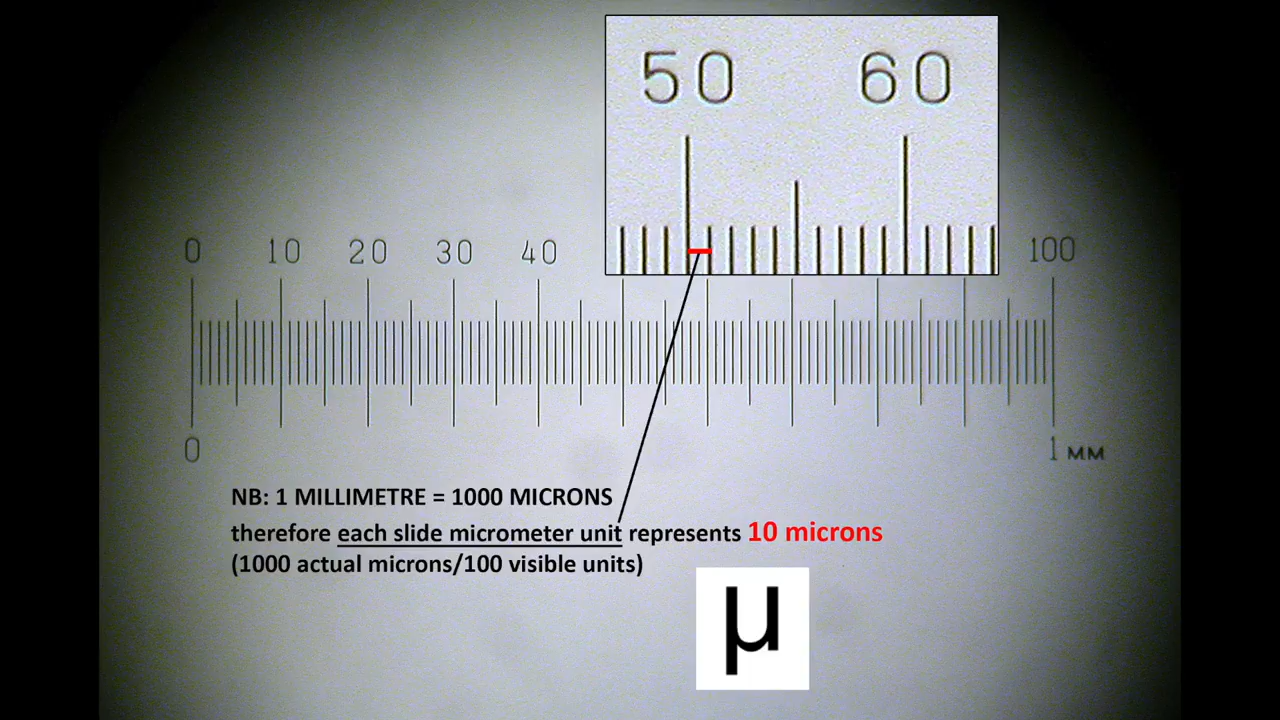 50 60
0 10 20 30 40 100
0 1 MM
NB: 1 MILLIMETRE = 1000 MICRONS
therefore each slide micrometer unit represents 10 microns
(1000 actual microns/100 visible units)
µ